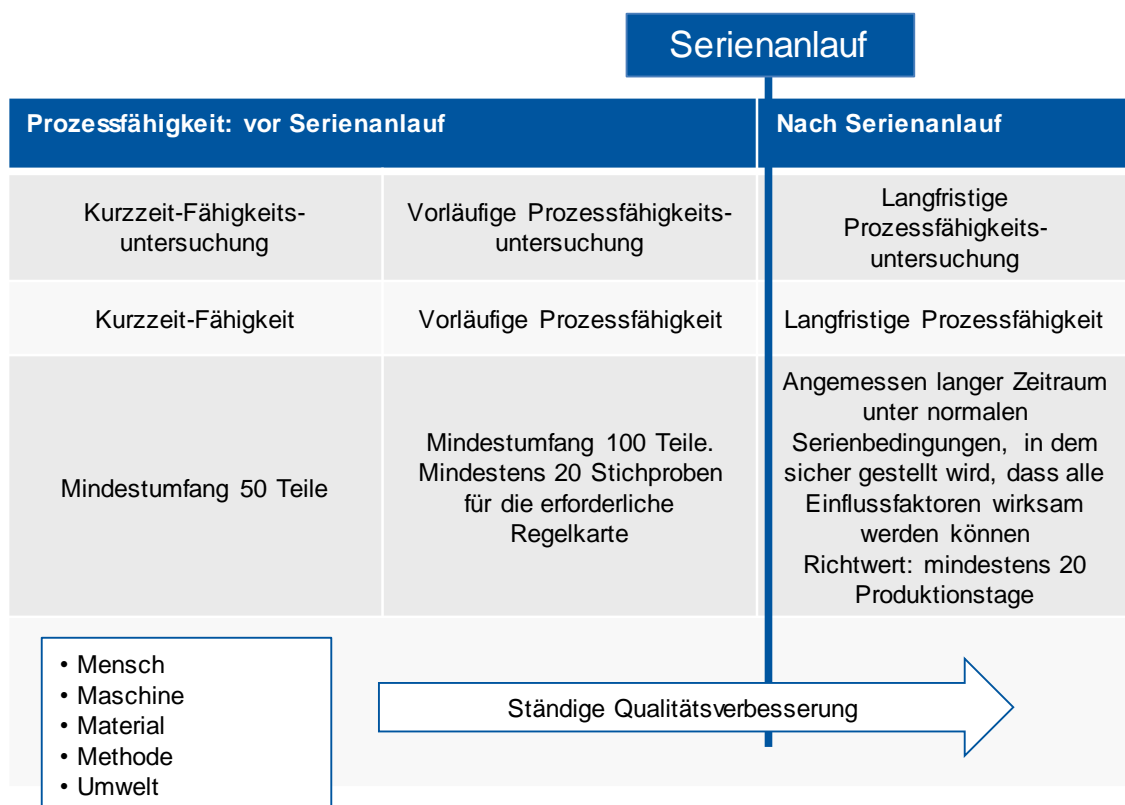 Serienanlauf
Prozessfähigkeit: vor Serienanlauf
Nach Serienanlauf
Kurzzeit-Fähigkeits-
untersuchung
Vorläufige Prozessfähigkeits-
untersuchung
Langfristige
Prozessfähigkeits-
untersuchung
Kurzzeit-Fähigkeit
Vorläufige Prozessfähigkeit
Langfristige Prozessfähigkeit
Mindestumfang 50 Teile
Mindestumfang 100 Teile.
Mindestens 20 Stichproben
für die erforderliche
Regelkarte
Angemessen langer Zeitraum
unter normalen
Serienbedingungen, in dem
sicher gestellt wird, dass alle
Einflussfaktoren wirksam
werden können
Richtwert: mindestens 20
Produktionstage
• Mensch
• Maschine
• Material
• Methode
• Umwelt
Ständige Qualitätsverbesserung